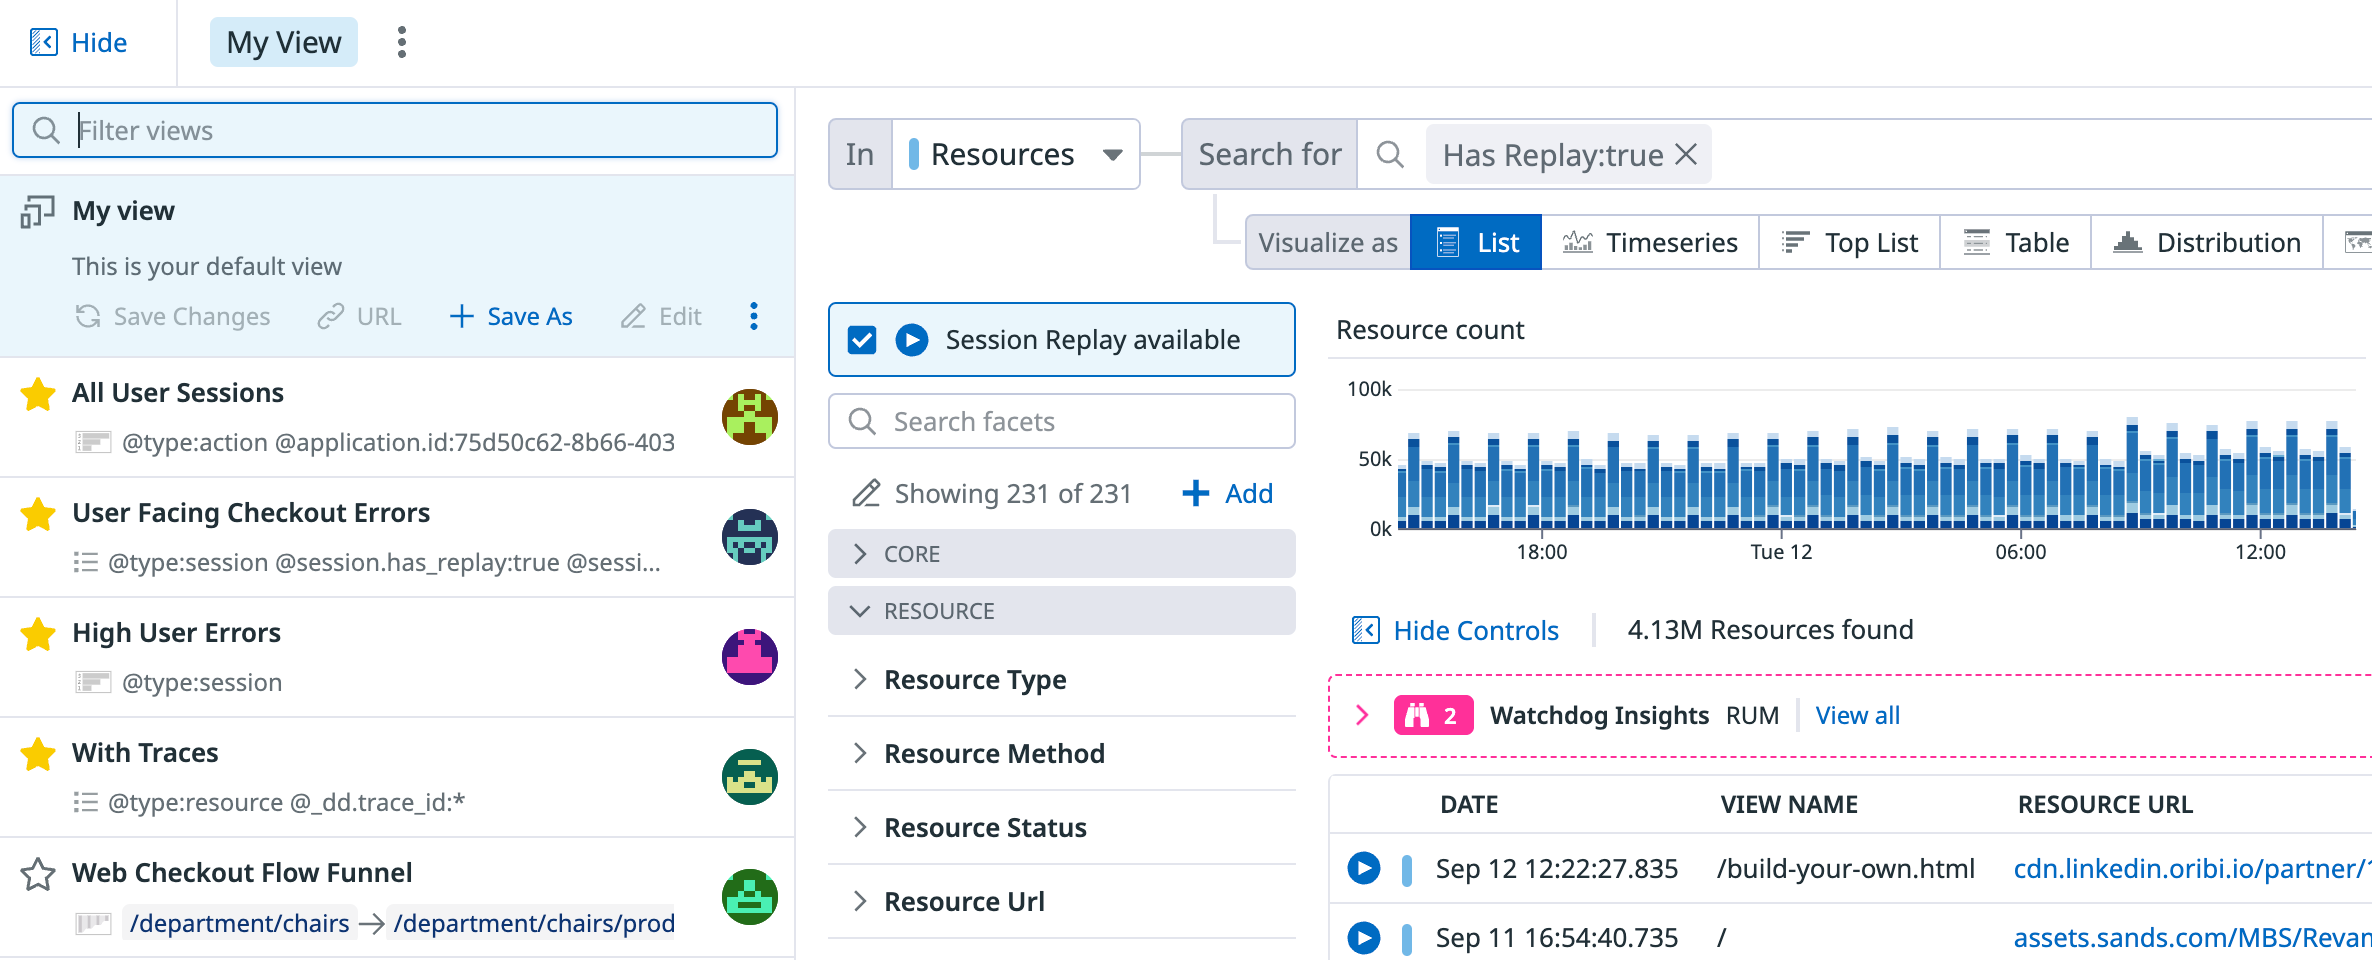 Hide
My View
Filter views
My view
This is your default view
Save Changes URL Save As Edit
All User Sessions
@type:action @application.id:75d50c62-8b66-403
User Facing Checkout Errors
@type:session @session.has_replay:true @sessi...
High User Errors
@type:session
With Traces
@type:resource @_dd.trace_id:*
Web Checkout Flow Funnel
/department/chairs → /department/chairs/prod
In Resources Search for Has Replay:true
Visualize as List Timeseries Top List Table Distribution
Session Replay available
Search facets
Showing 231 of 231 Add
CORE
RESOURCE
Resource Type
Resource Method
Resource Status
Resource Url
Resource count
100k
50k
0k
18:00 Tue 12 06:00 12:00
Hide Controls 4.13M Resources found
2 Watchdog Insights RUM View all
DATE VIEW NAME RESOURCE URL
Sep 12 12:22:27.835 /build-your-own.html cdn.linkedin.oribi.io/partner/
Sep 11 16:54:40.735 / assets.sands.com/MBS/Revan